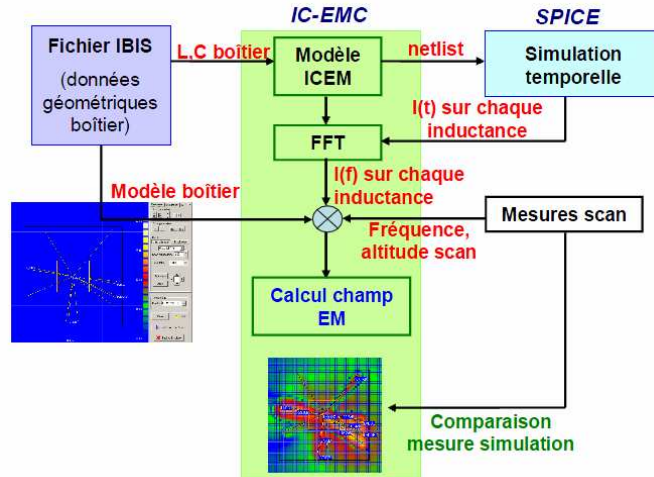 IC-EMC
SPICE
Fichier IBIS
(données
géométriques
boîtier)
L,C boîtier
Modèle
ICEM
netlist
Simulation
temporelle
I(t) sur chaque
inductance
FFT
I(f) sur chaque
inductance
Modèle boîtier
Mesures scan
Fréquence,
altitude scan
Calcul champ
EM
Comparaison
mesure simulation